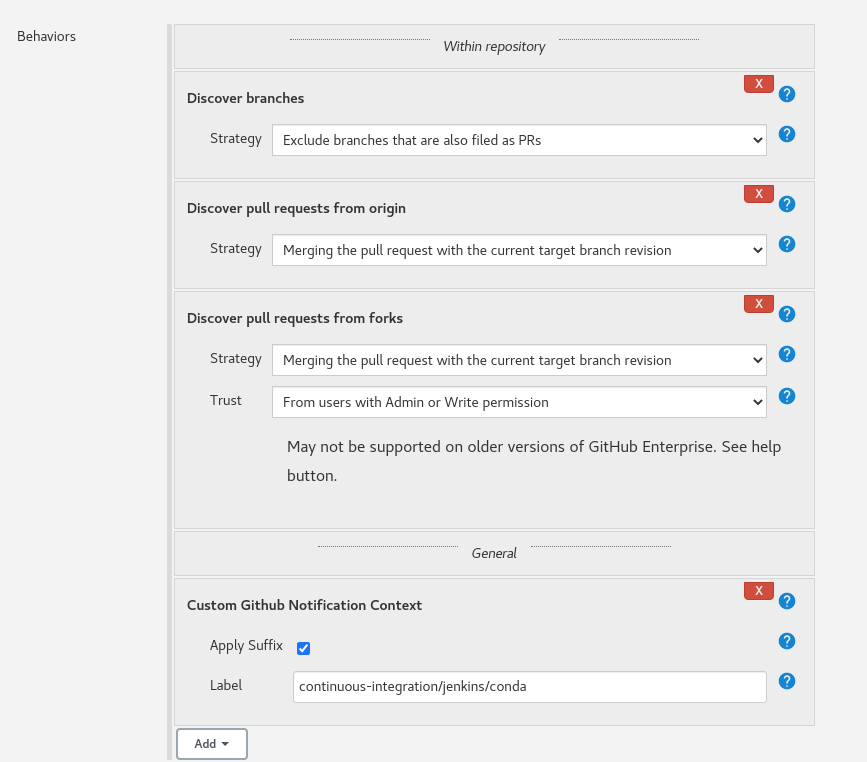 Behaviors
Within repository
X
?
Discover branches
Strategy
Exclude branches that are also filed as PRs
?
X
?
Discover pull requests from origin
Strategy
Merging the pull request with the current target branch revision
?
X
?
Discover pull requests from forks
Strategy
Merging the pull request with the current target branch revision
?
Trust
From users with Admin or Write permission
?
May not be supported on older versions of GitHub Enterprise. See help
button.
General
X
?
Custom Github Notification Context
Apply Suffix
?
Label
continuous-integration/jenkins/conda
?
Add